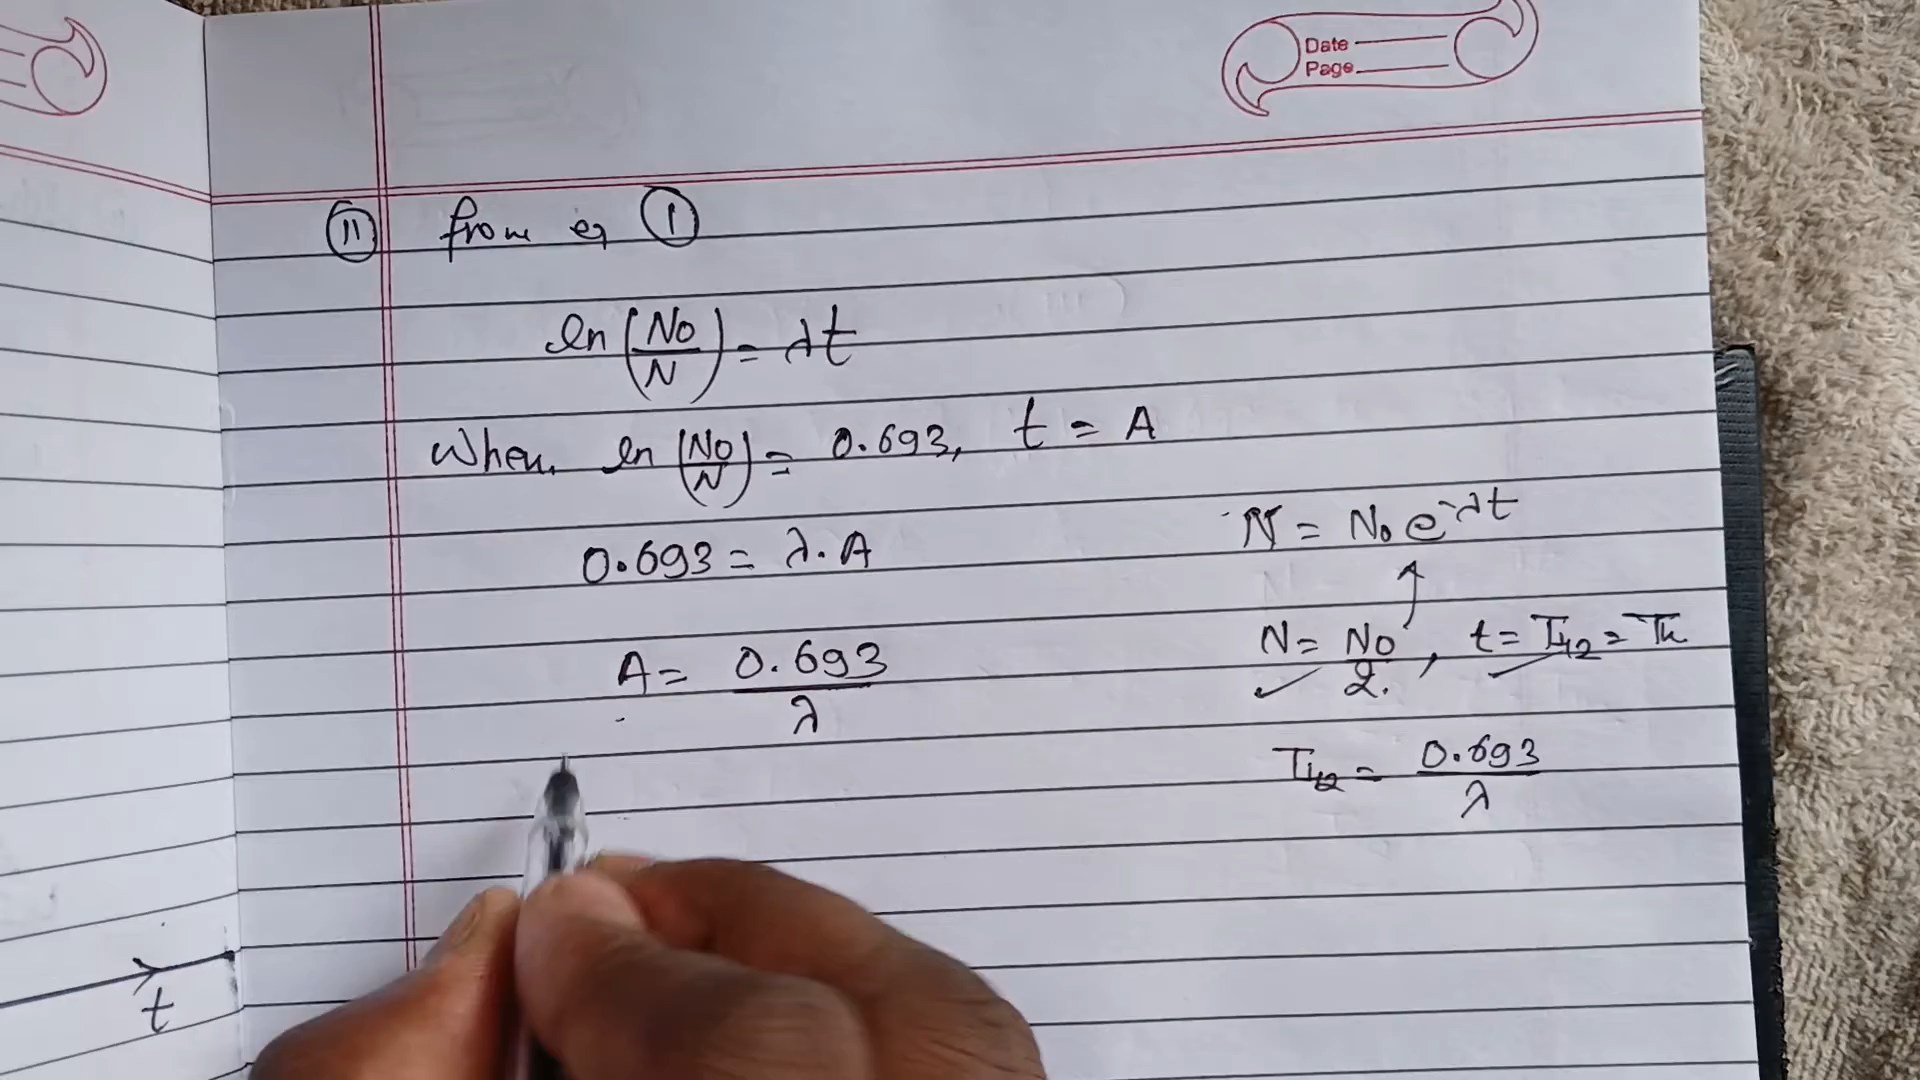 Date
Page
(II) from eq (1)
ln(No/N) = λt
When ln(No/N) = 0.693, t = A
0.693 = λ.A
A = 0.693/λ
N = No e^-λt
N = No/2. , t = T1/2 = Th
T1/2 = 0.693/λ
t